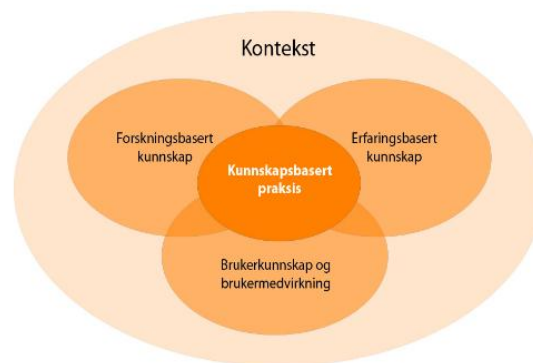 Kontekst
Forskningsbasert
kunnskap
Erfaringsbasert
kunnskap
Kunnskapsbasert
praksis
Brukerkunnskap og
brukermedvirkning